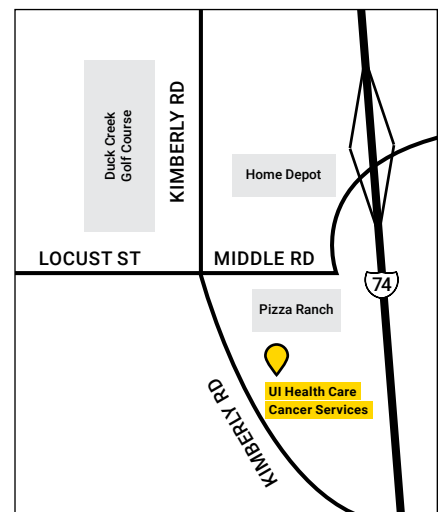 Duck Creek
Golf Course
KIMBERLY RD
Home Depot
LOCUST ST
MIDDLE RD
74
Pizza Ranch
UI Health Care
Cancer Services
KIMBERLY RD